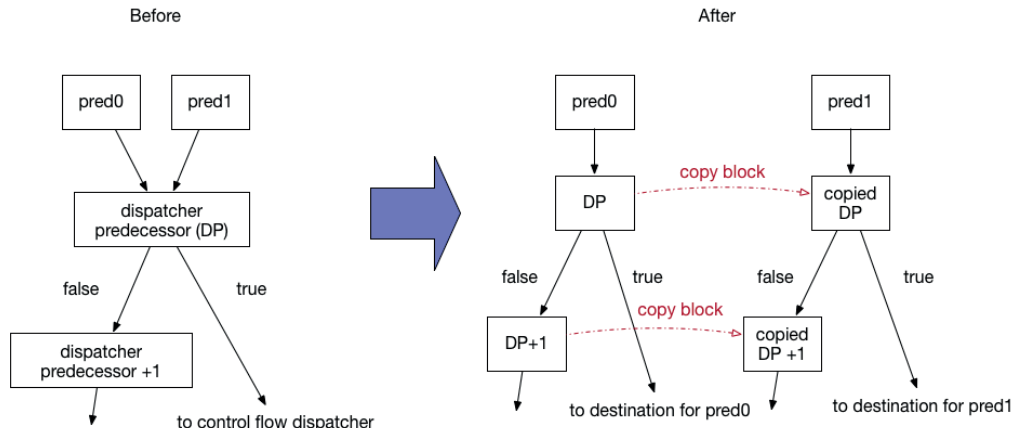 Before
pred0
pred1
dispatcher
predecessor (DP)
false
true
dispatcher
predecessor +1
to control flow dispatcher
After
pred0
pred1
copy block
DP
copied
DP
false
true
false
true
copy block
DP+1
copied
DP +1
to destination for pred0
to destination for pred1